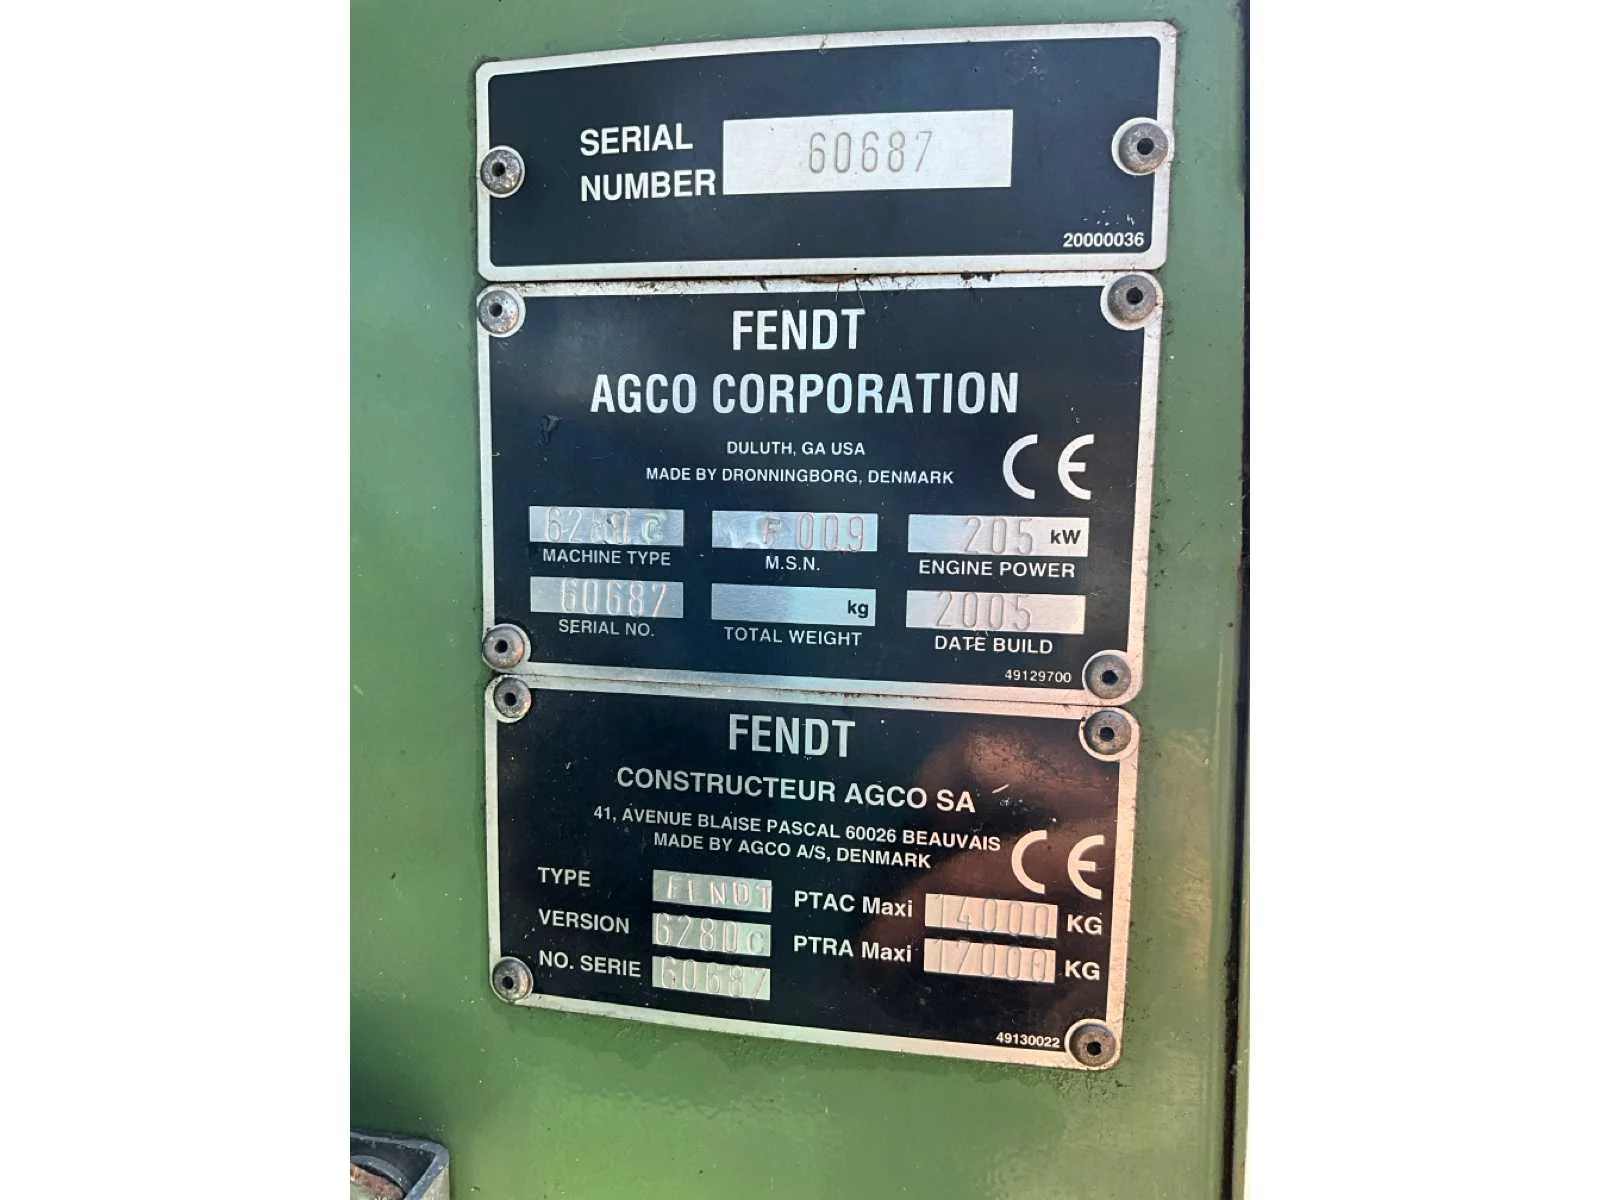 SERIAL
NUMBER 60687
20000036
FENDT
AGCO CORPORATION
DULUTH, GA USA
MADE BY DRONNINGBORG, DENMARK
CE
6280C F 009 205 kW
MACHINE TYPE M.S.N. ENGINE POWER
60687 kg 2005
SERIAL NO. TOTAL WEIGHT DATE BUILD
49129700
FENDT
CONSTRUCTEUR AGCO SA
41, AVENUE BLAISE PASCAL 60026 BEAUVAIS
MADE BY AGCO A/S, DENMARK
CE
TYPE FENDT PTAC Maxi 14000 KG
VERSION 6280C PTRA Maxi 17000 KG
NO. SERIE 60687
49130022